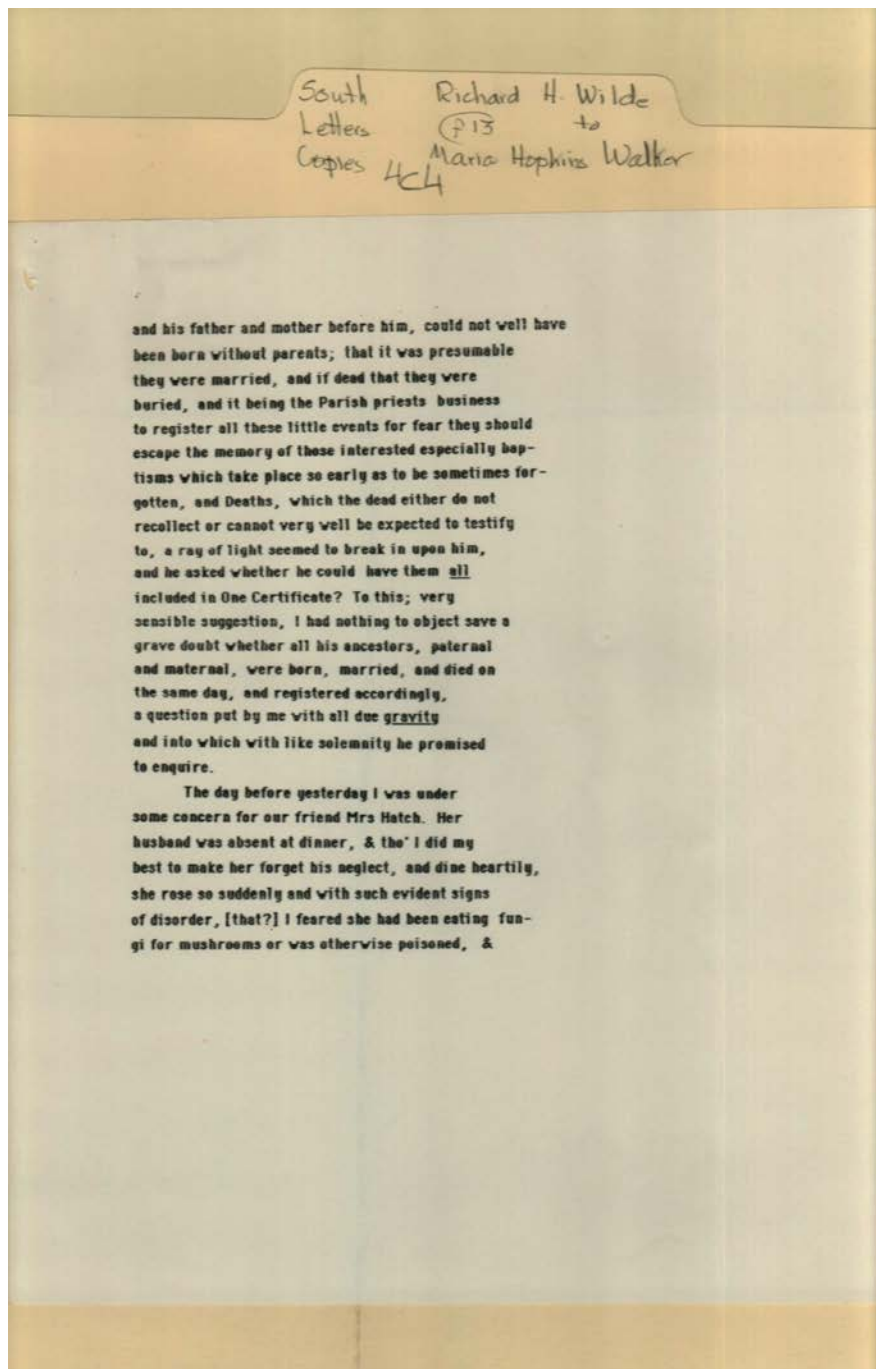 South Richard H. Wilde
Letters P13 to
Copies 4C4 Maria Hopkins Walker
and his father and mother before him, could not well have
been born without parents; that it was presumable
they were married, and if dead that they were
buried, and it being the Parish priests business
to register all these little events for fear they should
escape the memory of those interested especially bap-
tisms which take place so early as to be sometimes for-
gotten, and Deaths, which the dead either do not
recollect or cannot very well be expected to testify
to, a ray of light seemed to break in upon him,
and he asked whether he could have them all
included in One Certificate? To this; very
sensible suggestion, I had nothing to object save a
grave doubt whether all his ancestors, paternal
and maternal, were born, married, and died on
the same day, and registered accordingly,
a question put by me with all due gravity
and into which with like solemnity he promised
to enquire.
The day before yesterday I was under
some concern for our friend Mrs Hatch. Her
husband was absent at dinner, & tho' I did my
best to make her forget his neglect, and dine heartily,
she rose so suddenly and with such evident signs
of disorder, [that?] I feared she had been eating fun-
gi for mushrooms or was otherwise poisoned, &